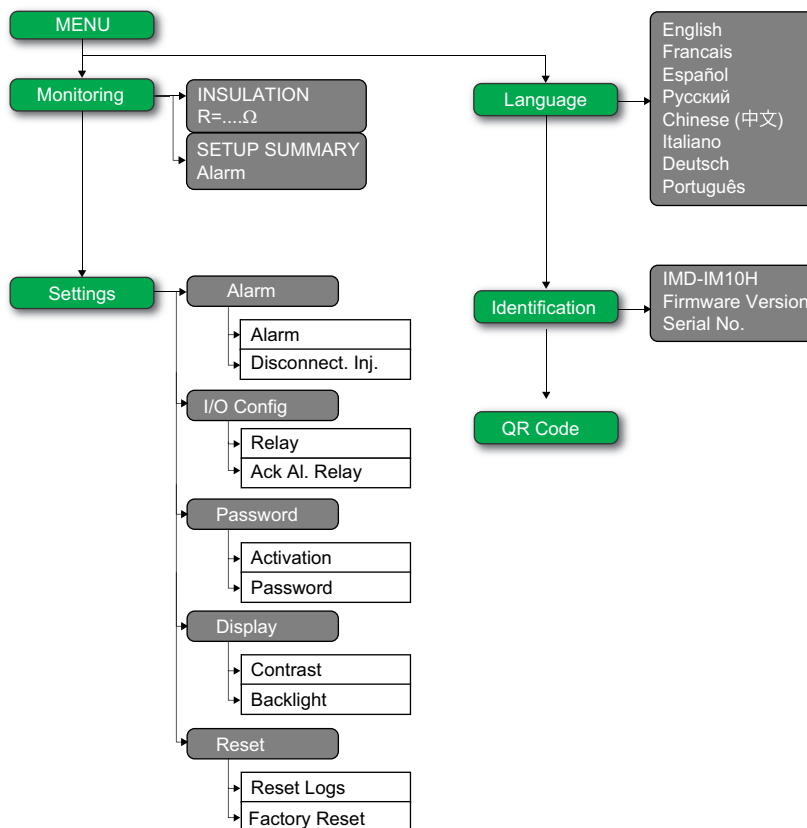 MENU
Monitoring
INSULATION
R=....Ω
SETUP SUMMARY
Alarm
Settings
Alarm
Alarm
Disconnect. Inj.
I/O Config
Relay
Ack Al. Relay
Password
Activation
Password
Display
Contrast
Backlight
Reset
Reset Logs
Factory Reset
Language
English
Francais
Español
Русский
Chinese (中文)
Italiano
Deutsch
Português
Identification
IMD-IM10H
Firmware Version
Serial No.
QR Code